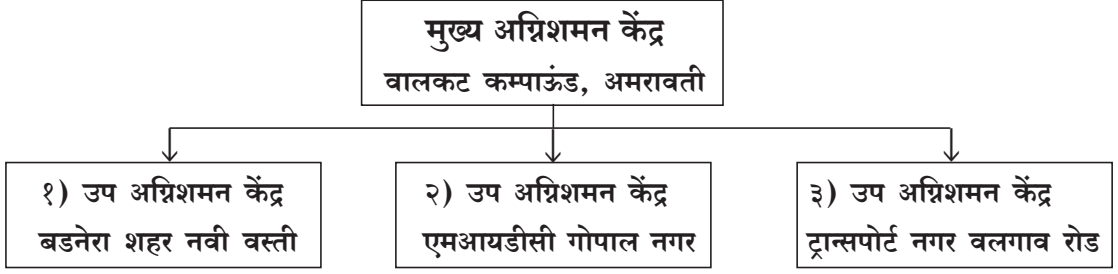 मुख्य अग्निशमन केंद्र
वालकट कम्पाऊंड, अमरावती
१) उप अग्निशमन केंद्र
बडनेरा शहर नवी वस्ती
२) उप अग्निशमन केंद्र
एमआयडीसी गोपाल नगर
३) उप अग्निशमन केंद्र
ट्रान्सपोर्ट नगर वलगाव रोड